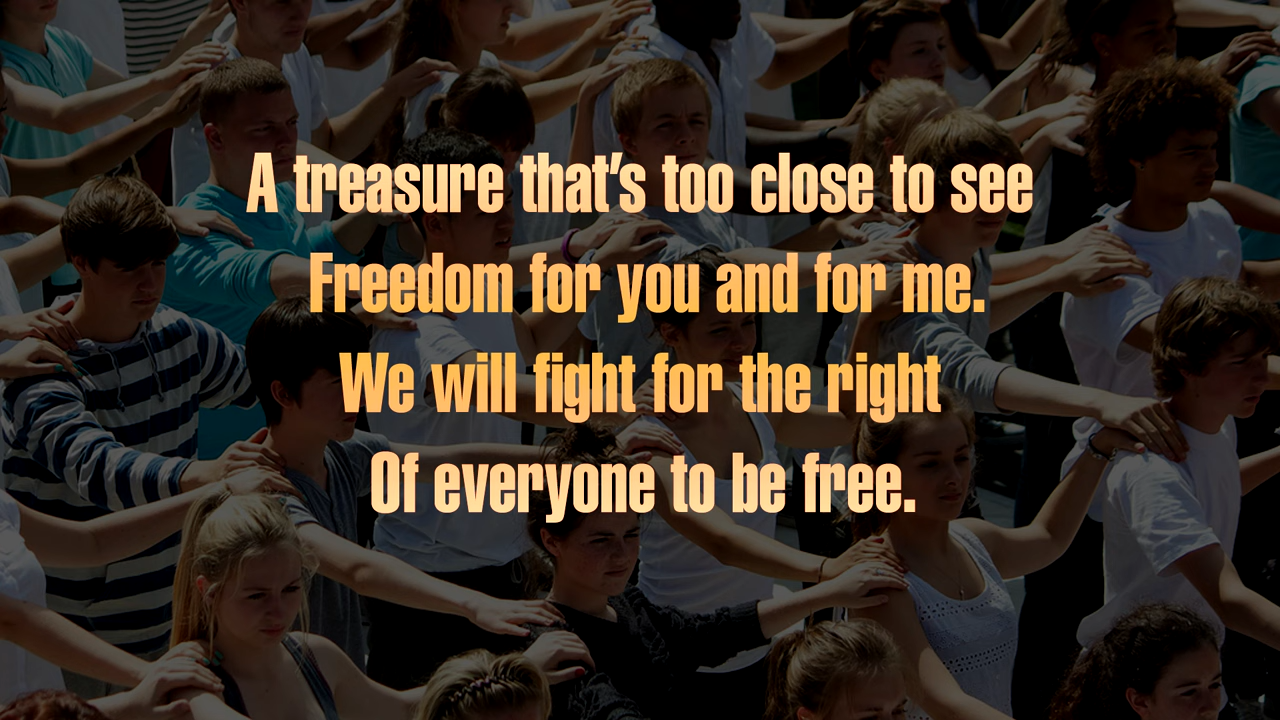 A treasure that's too close to see
Freedom for you and for me.
We will fight for the right
Of everyone to be free.